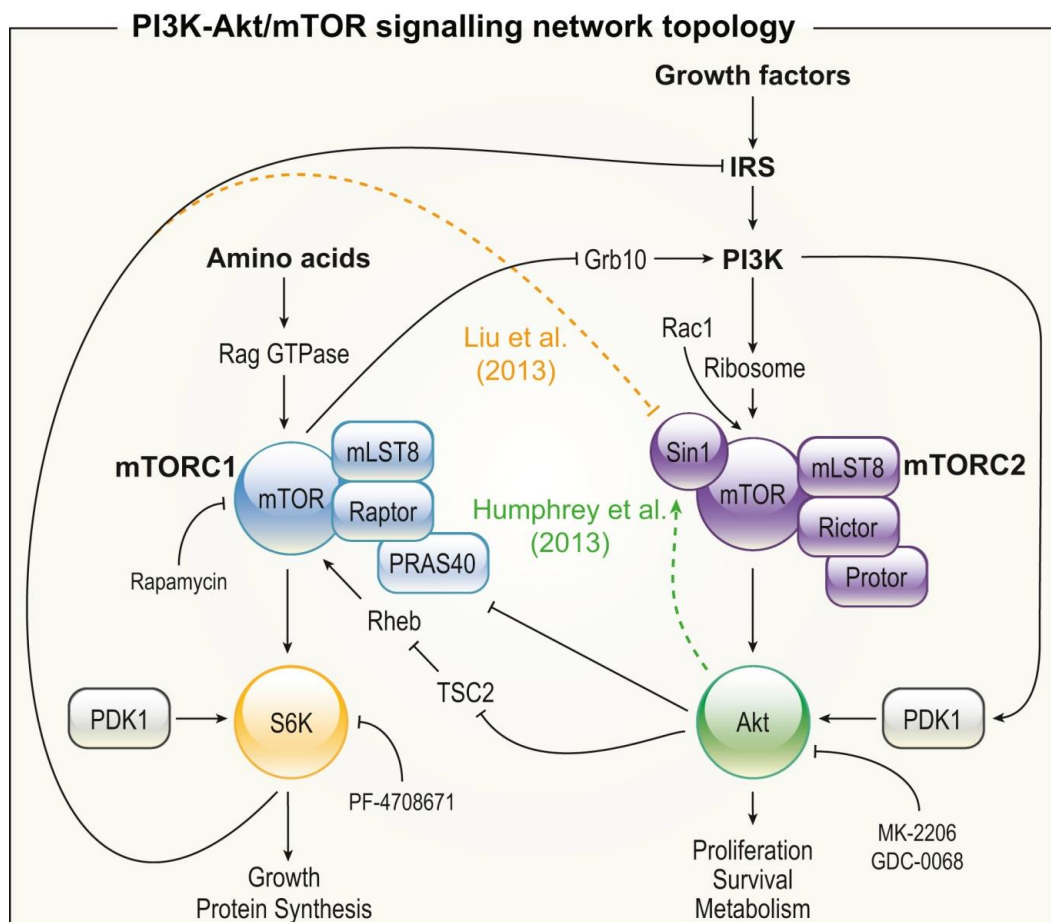 PI3K-Akt/mTOR signalling network topology
Growth factors
IRS
Amino acids
Grb10
PI3K
Rag GTPase
Liu et al.
(2013)
Rac1
Ribosome
mTORC1
mTOR
mLST8
Raptor
PRAS40
Sin1
mTOR
mLST8
mTORC2
Rictor
Protor
Humphrey et al.
(2013)
Rapamycin
Rheb
TSC2
PDK1
S6K
Akt
PDK1
PF-4708671
MK-2206
GDC-0068
Growth
Protein Synthesis
Proliferation
Survival
Metabolism